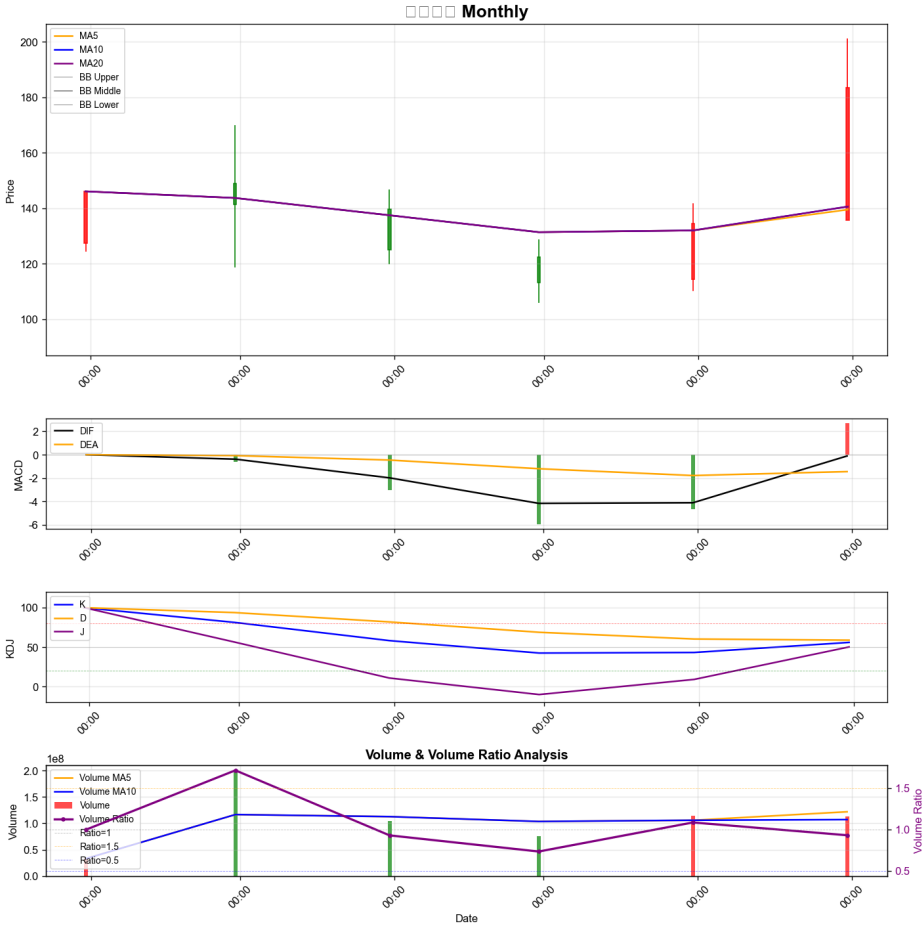 Monthly
MA5
MA10
MA20
BB Upper
BB Middle
BB Lower
Price
200
180
160
140
120
100
00:00 00:00 00:00 00:00 00:00 00:00
DIF
DEA
MACD
2
0
-2
-4
-6
00:00 00:00 00:00 00:00 00:00 00:00
K
D
J
KDJ
100
50
0
00:00 00:00 00:00 00:00 00:00 00:00
Volume & Volume Ratio Analysis
1e8
Volume MA5
Volume MA10
Volume
Volume Ratio
Ratio=1
Ratio=1.5
Ratio=0.5
Volume
2.0
1.5
1.0
0.5
0.0
1.5
1.0
0.5
Volume Ratio
00:00 00:00 00:00 00:00 00:00 00:00
Date